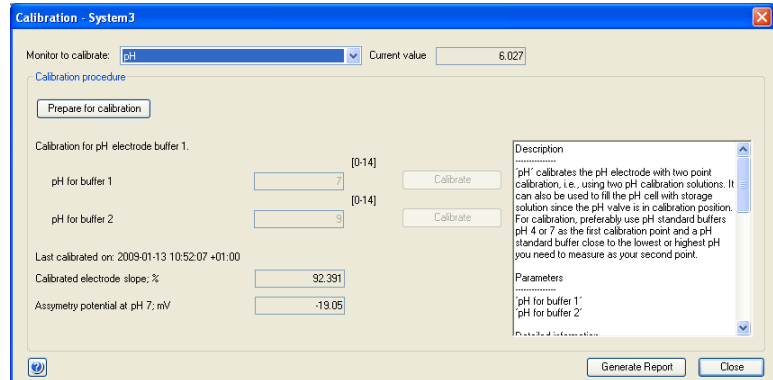 Calibration - System3
Monitor to calibrate: pH Current value 6.027
Calibration procedure
Prepare for calibration
Calibration for pH electrode buffer 1.
[0-14]
pH for buffer 1 7 Calibrate
[0-14]
pH for buffer 2 9 Calibrate
Last calibrated on: 2009-01-13 10:52:07 +01:00
Calibrated electrode slope; % 92.391
Assymetry potential at pH 7; mV -19.05
Description
---------------
'pH' calibrates the pH electrode with two point
calibration, i.e., using two pH calibration solutions. It
can also be used to fill the pH cell with storage
solution since the pH valve is in calibration position.
For calibration, preferably use pH standard buffers
pH 4 or 7 as the first calibration point and a pH
standard buffer close to the lowest or highest pH
you need to measure as your second point.
Parameters
---------------
'pH for buffer 1'
'pH for buffer 2'
Detailed information
Generate Report Close